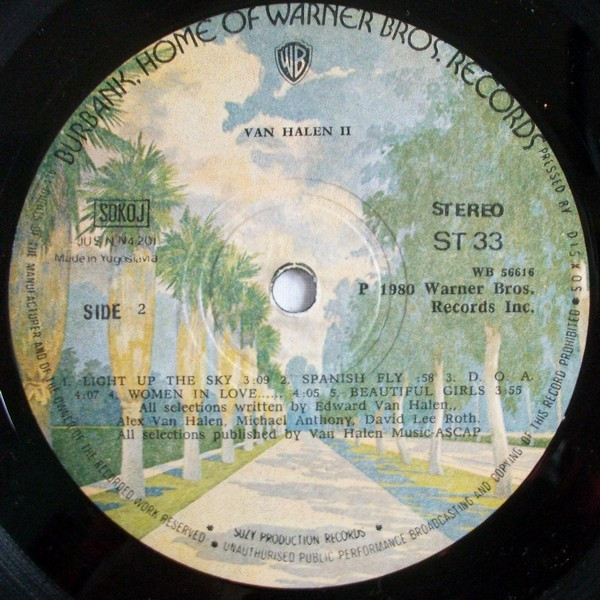 BURBANK, HOME OF WARNER BROS. RECORDS
WB
VAN HALEN II
SOKOJ
JUS/N.N4.201
Made in Yugoslavia
STEREO
ST 33
WB 56616
P 1980 Warner Bros.
Records Inc.
SIDE 2
1. LIGHT UP THE SKY 3:09 2. SPANISH FLY :58 3. D. O. A.
4:07 4. WOMEN IN LOVE...... 4:05 5. BEAUTIFUL GIRLS 3:55
All selections written by Edward Van Halen,,
Alex Van Halen, Michael Anthony, David Lee Roth.
All selections published by Van Halen Music-ASCAP
* SUZY PRODUCTION RECORDS *
PRESSED BY DISKOS *
OF THE MANUFACTURER AND OF THE OWNER OF THE RECORDED WORK RESERVED * UNAUTHORISED PUBLIC PERFORMANCE BROADCASTING AND COPYING OF THIS RECORD PROHIBITED